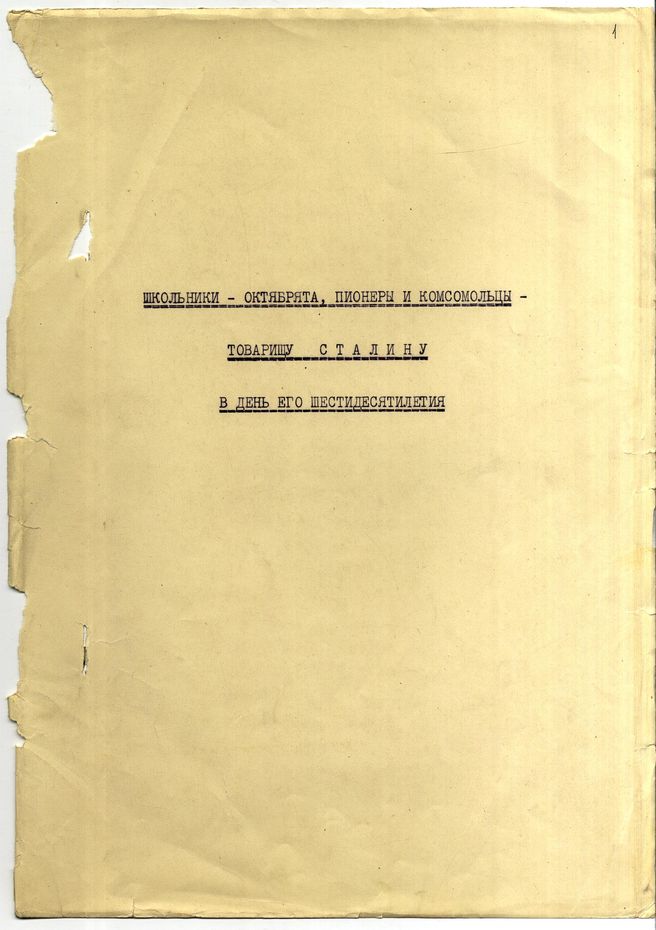 1
ШКОЛЬНИКИ - ОКТЯБРЯТА, ПИОНЕРЫ И КОМСОМОЛЬЦЫ -
ТОВАРИЩУ С Т А Л И Н У
В ДЕНЬ ЕГО ШЕСТИДЕСЯТИЛЕТИЯ